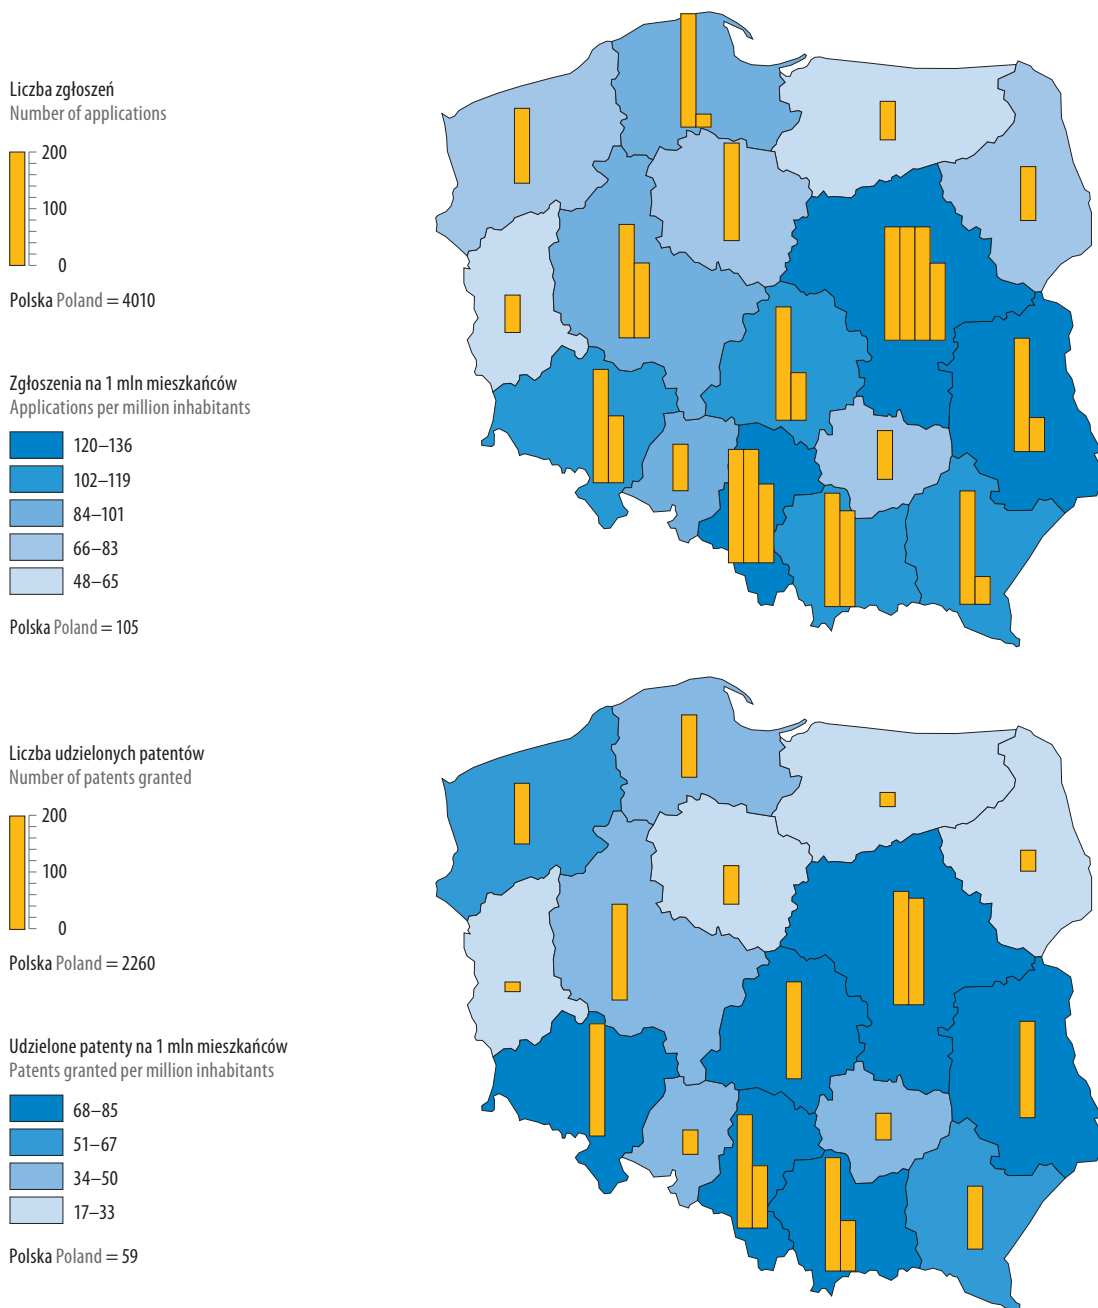 Liczba zgłoszeń
Number of applications
200
100
0
Polska Poland = 4010
Zgłoszenia na 1 mln mieszkańców
Applications per million inhabitants
120–136
102–119
84–101
66–83
48–65
Polska Poland = 105
Liczba udzielonych patentów
Number of patents granted
200
100
0
Polska Poland = 2260
Udzielone patenty na 1 mln mieszkańców
Patents granted per million inhabitants
68–85
51–67
34–50
17–33
Polska Poland = 59